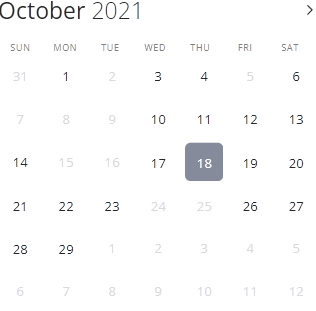 October 2021
SUN MON TUE WED THU FRI SAT
31 1 2 3 4 5 6
7 8 9 10 11 12 13
14 15 16 17 18 19 20
21 22 23 24 25 26 27
28 29 1 2 3 4 5
6 7 8 9 10 11 12